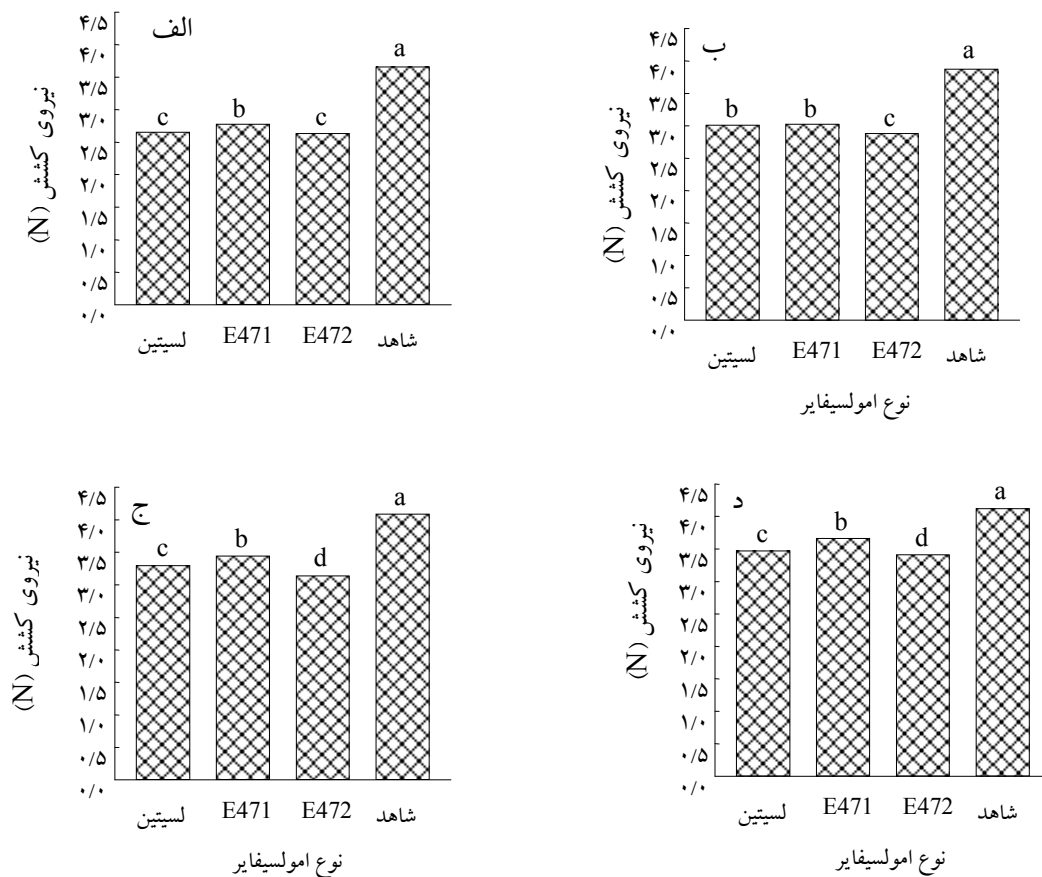 الف
نیروی کشش (N)
۴/۵
۴/۰
۳/۵
۳/۰
۲/۵
۲/۰
۱/۵
۱/۰
۰/۵
۰/۰
c b c a
لسیتین E471 E472 شاهد
ب
نیروی کشش (N)
۴/۵
۴/۰
۳/۵
۳/۰
۲/۵
۲/۰
۱/۵
۱/۰
۰/۵
۰/۰
b b c a
لسیتین E471 E472 شاهد
نوع امولسیفایر
ج
نیروی کشش (N)
۴/۵
۴/۰
۳/۵
۳/۰
۲/۵
۲/۰
۱/۵
۱/۰
۰/۵
۰/۰
c b d a
لسیتین E471 E472 شاهد
نوع امولسیفایر
د
نیروی کشش (N)
۴/۵
۴/۰
۳/۵
۳/۰
۲/۵
۲/۰
۱/۵
۱/۰
۰/۵
۰/۰
c b d a
لسیتین E471 E472 شاهد
نوع امولسیفایر